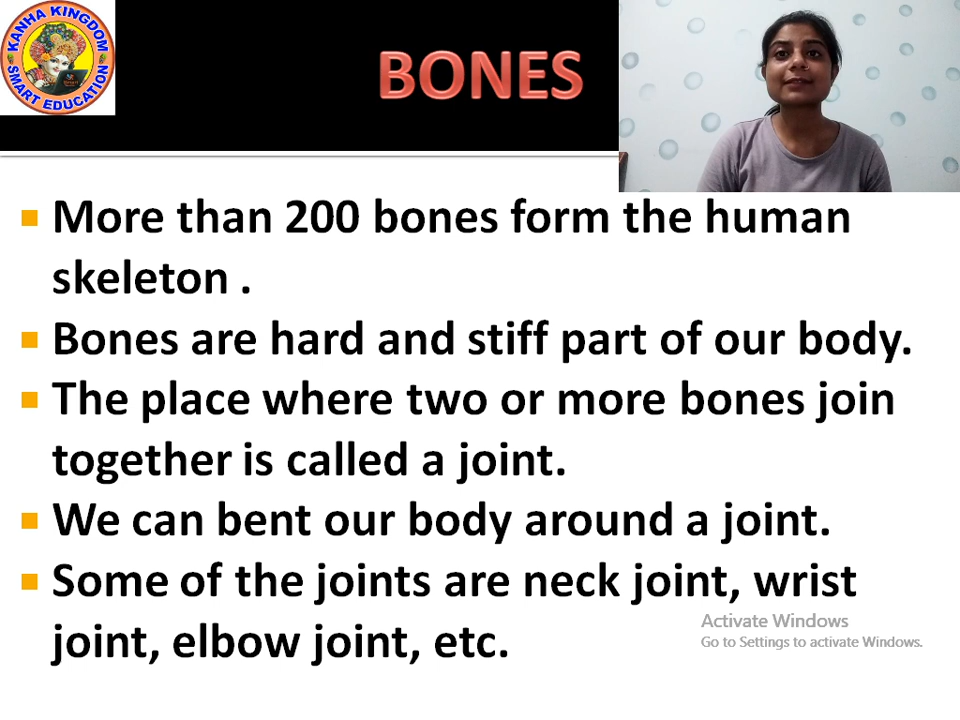 KANHA KINGDOM
SMART EDUCATION
BONES
More than 200 bones form the human
skeleton .
Bones are hard and stiff part of our body.
The place where two or more bones join
together is called a joint.
We can bent our body around a joint.
Some of the joints are neck joint, wrist
joint, elbow joint, etc.
Activate Windows
Go to Settings to activate Windows.